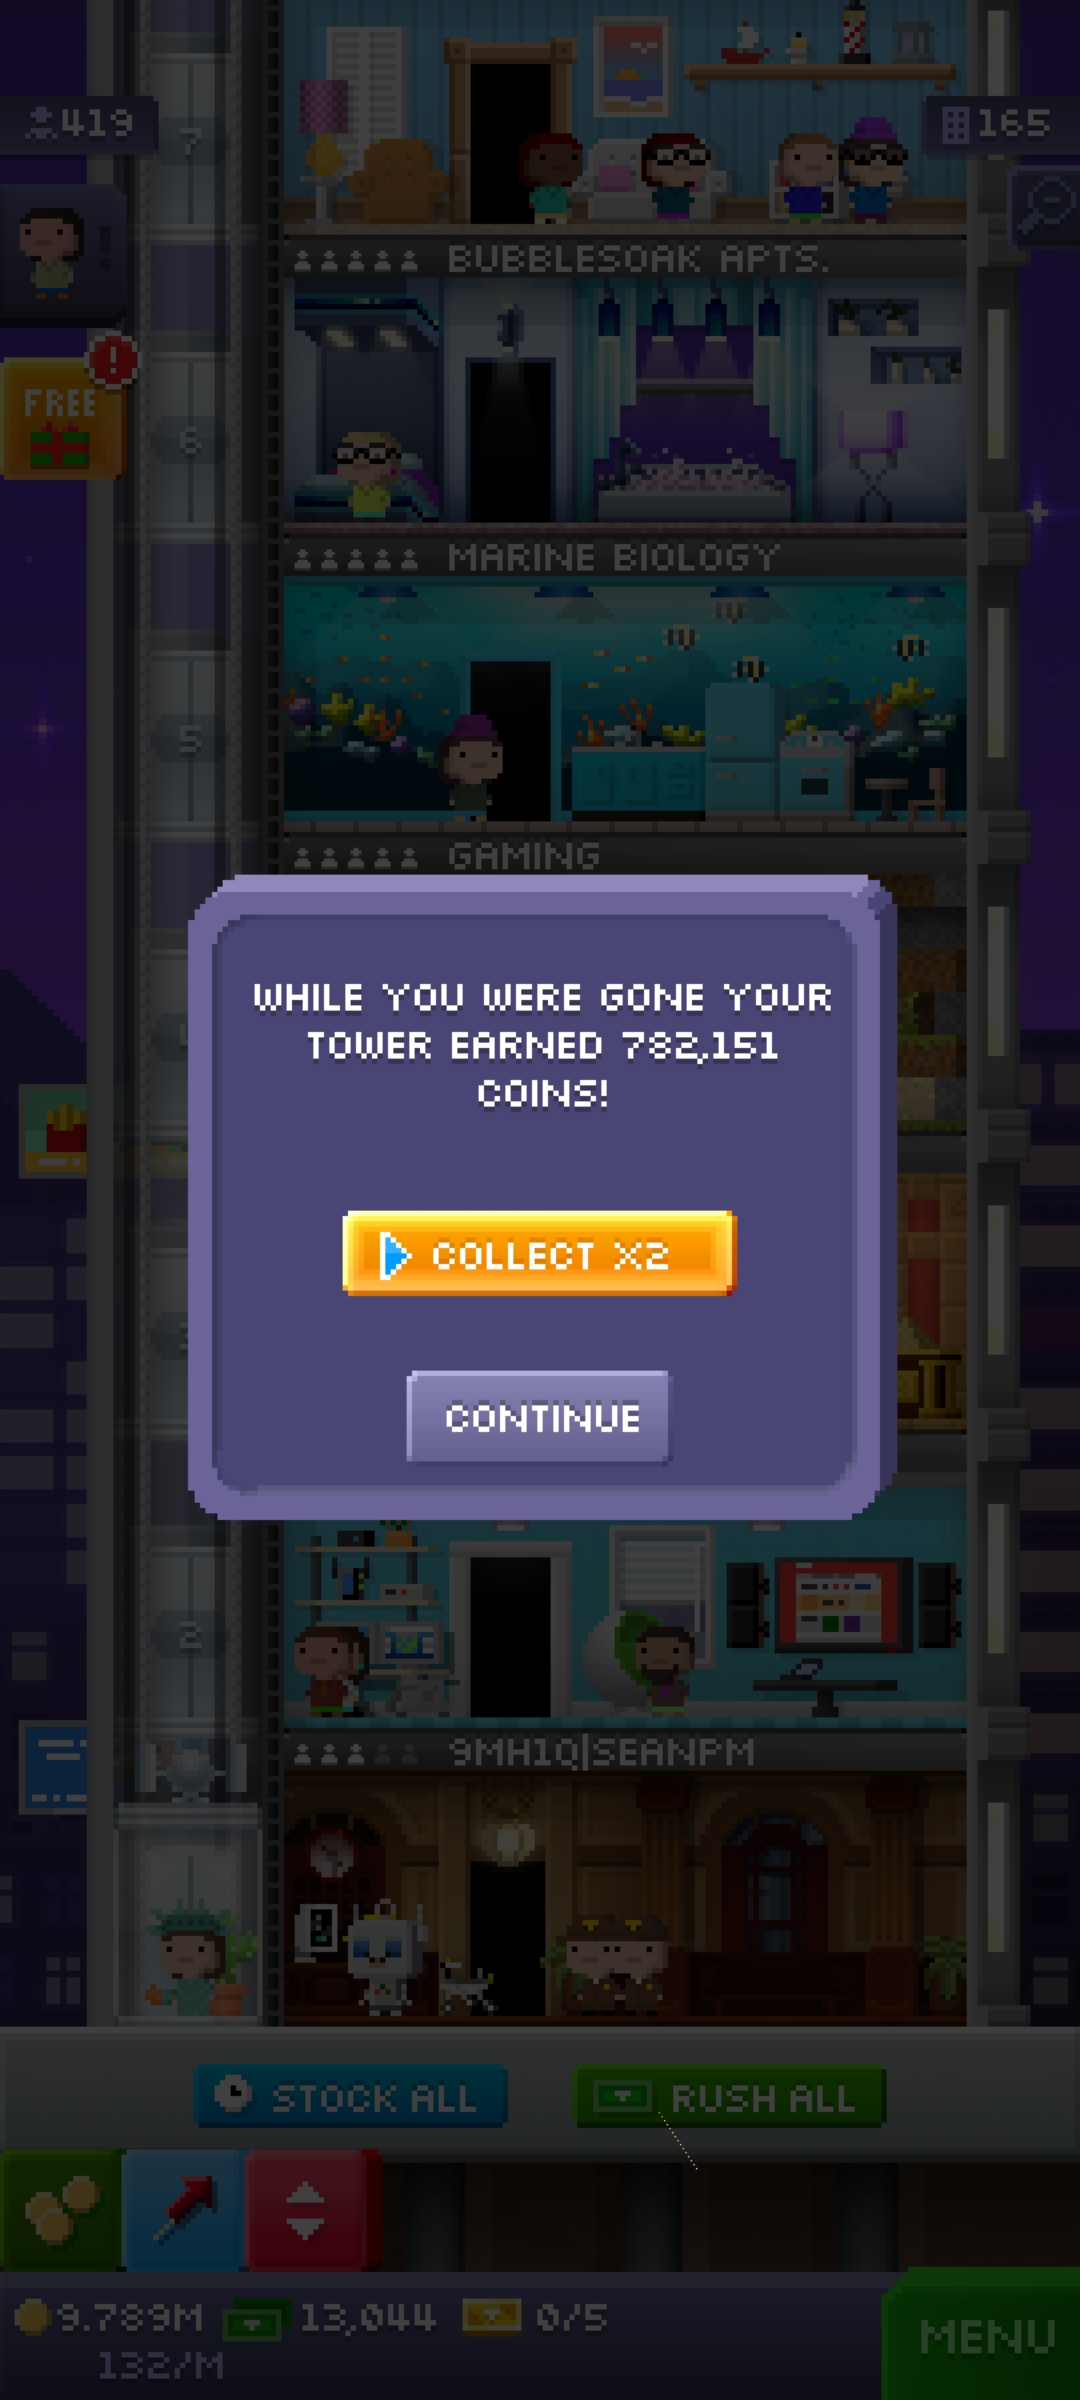 7
419
165
BUBBLESOAK APTS.
6
FREE
!
MARINE BIOLOGY
5
GAMING
WHILE YOU WERE GONE YOUR
TOWER EARNED 782,151
COINS!
COLLECT X2
CONTINUE
2
9MH1Q|SEANPM
STOCK ALL
RUSH ALL
9.789M
13,044
0/5
132/M
MENU